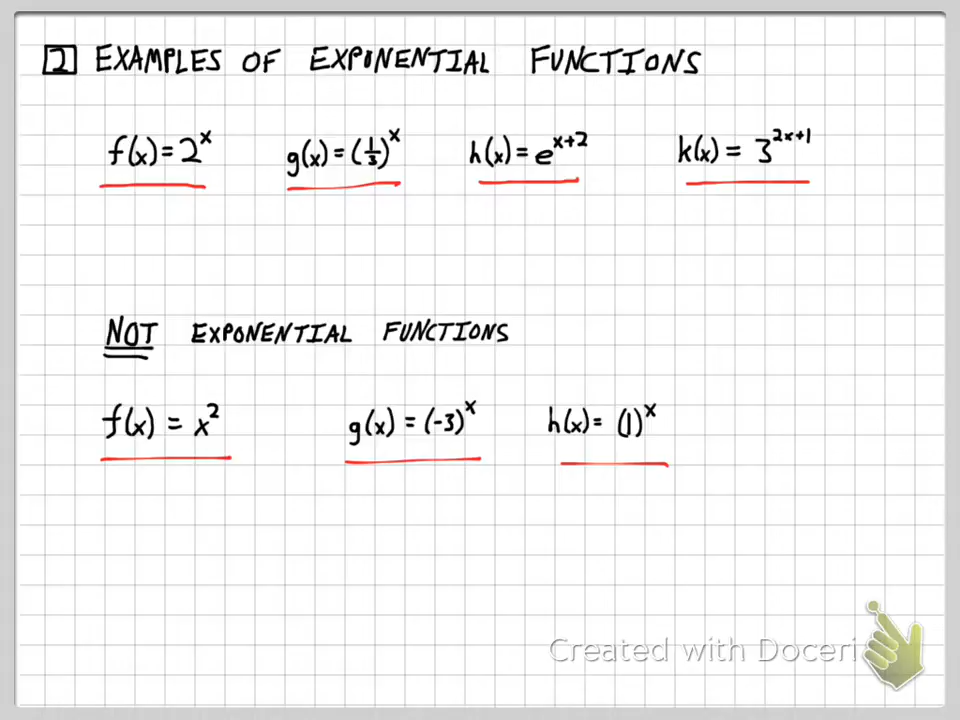 2 EXAMPLES OF EXPONENTIAL FUNCTIONS
f(x) = 2^x g(x) = (1/3)^x h(x) = e^{x+2} k(x) = 3^{2x+1}
NOT EXPONENTIAL FUNCTIONS
f(x) = x^2 g(x) = (-3)^x h(x) = (1)^x
Created with Doceri